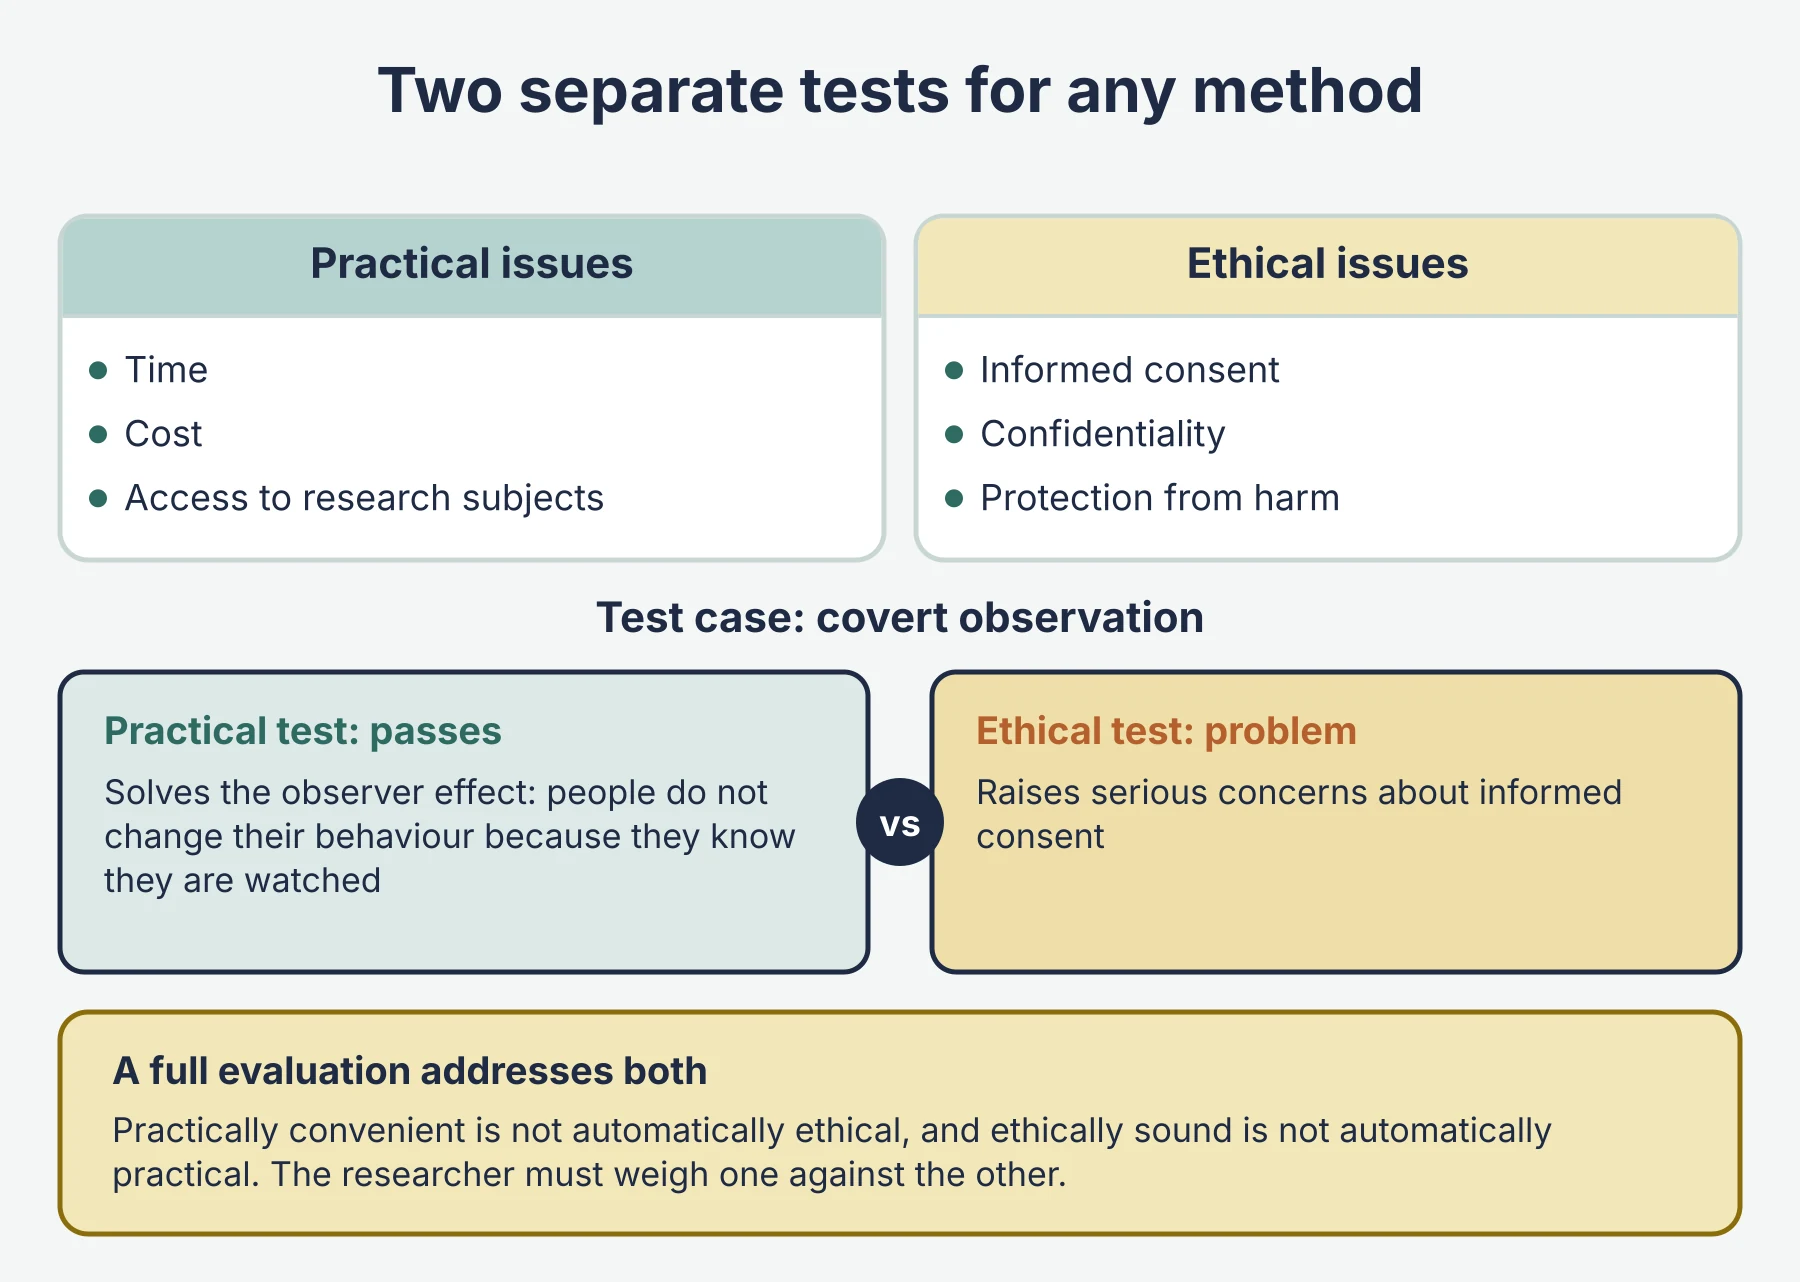 Two separate tests for any method
Practical issues
Time
Cost
Access to research subjects
Ethical issues
Informed consent
Confidentiality
Protection from harm
Test case: covert observation
Practical test: passes
Solves the observer effect: people do not
change their behaviour because they know
they are watched
vs
Ethical test: problem
Raises serious concerns about informed
consent
A full evaluation addresses both
Practically convenient is not automatically ethical, and ethically sound is not automatically
practical. The researcher must weigh one against the other.